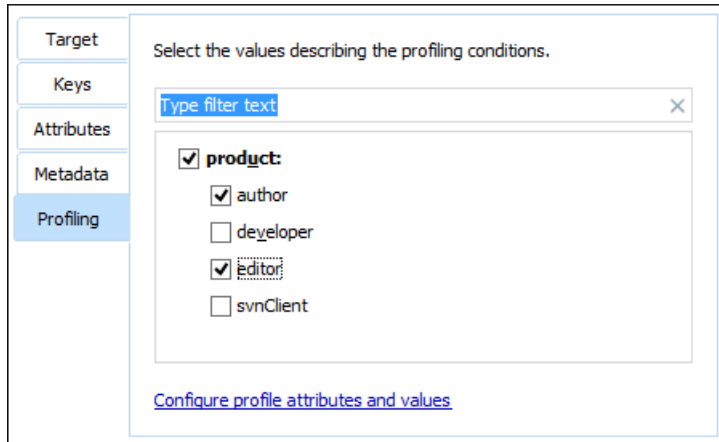 Target
Keys
Attributes
Metadata
Profiling
Select the values describing the profiling conditions.
Type filter text
product:
author
developer
editor
svnClient
Configure profile attributes and values